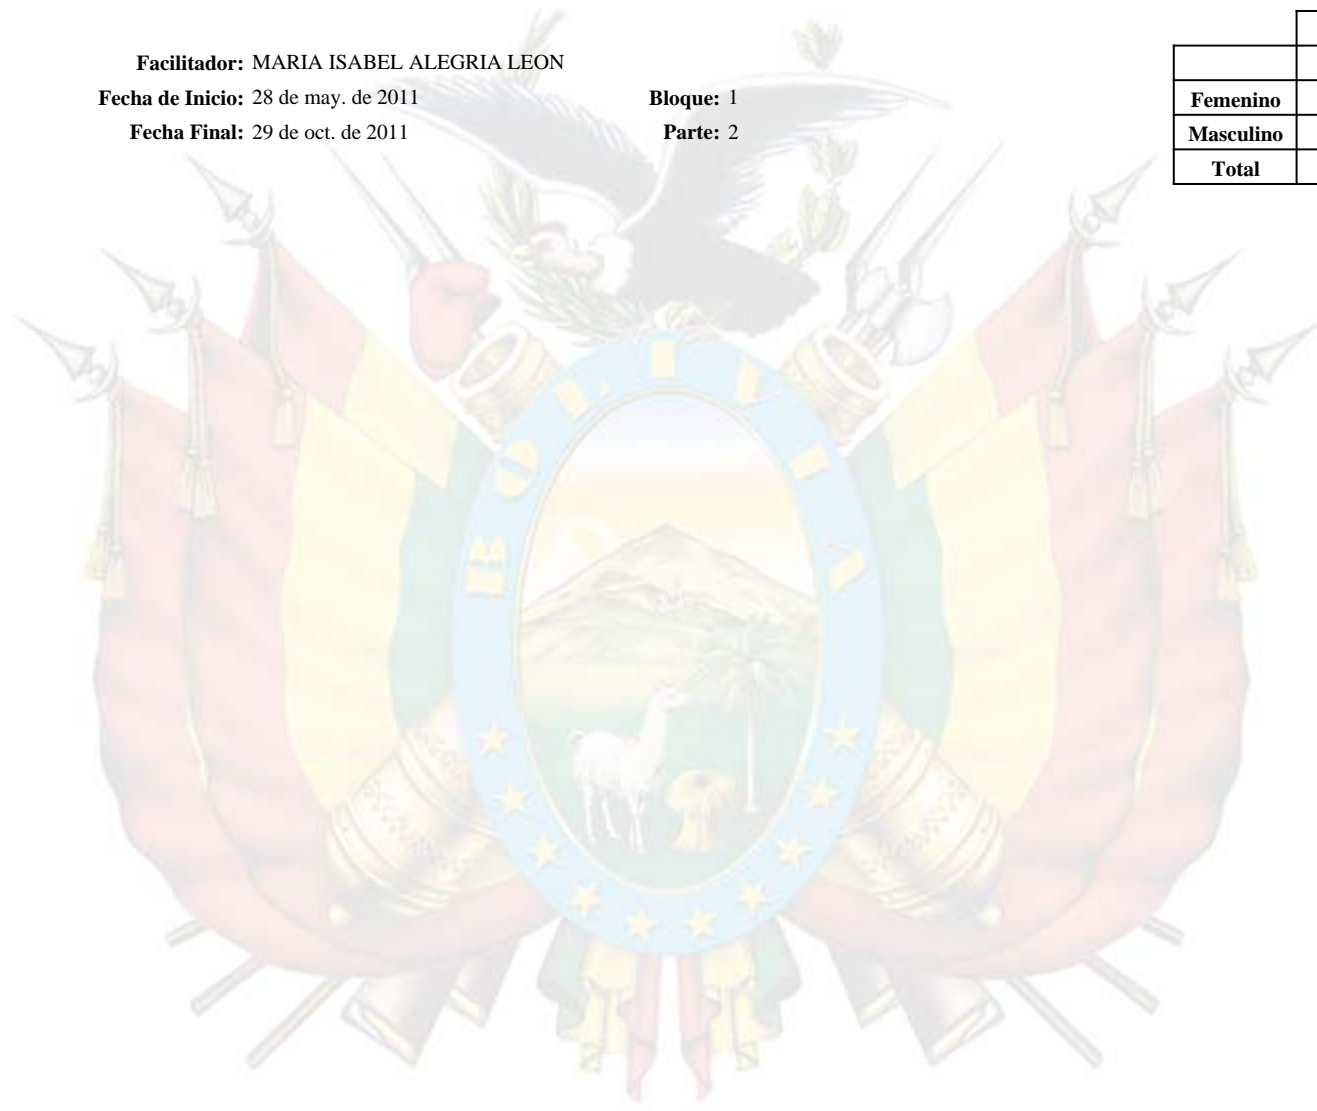 Facilitador: MARIA ISABEL ALEGRIA LEON
Fecha de Inicio: 28 de may. de 2011 Bloque: 1
Fecha Final: 29 de oct. de 2011 Parte: 2
Femenino
Masculino
Total
BOLIVIA